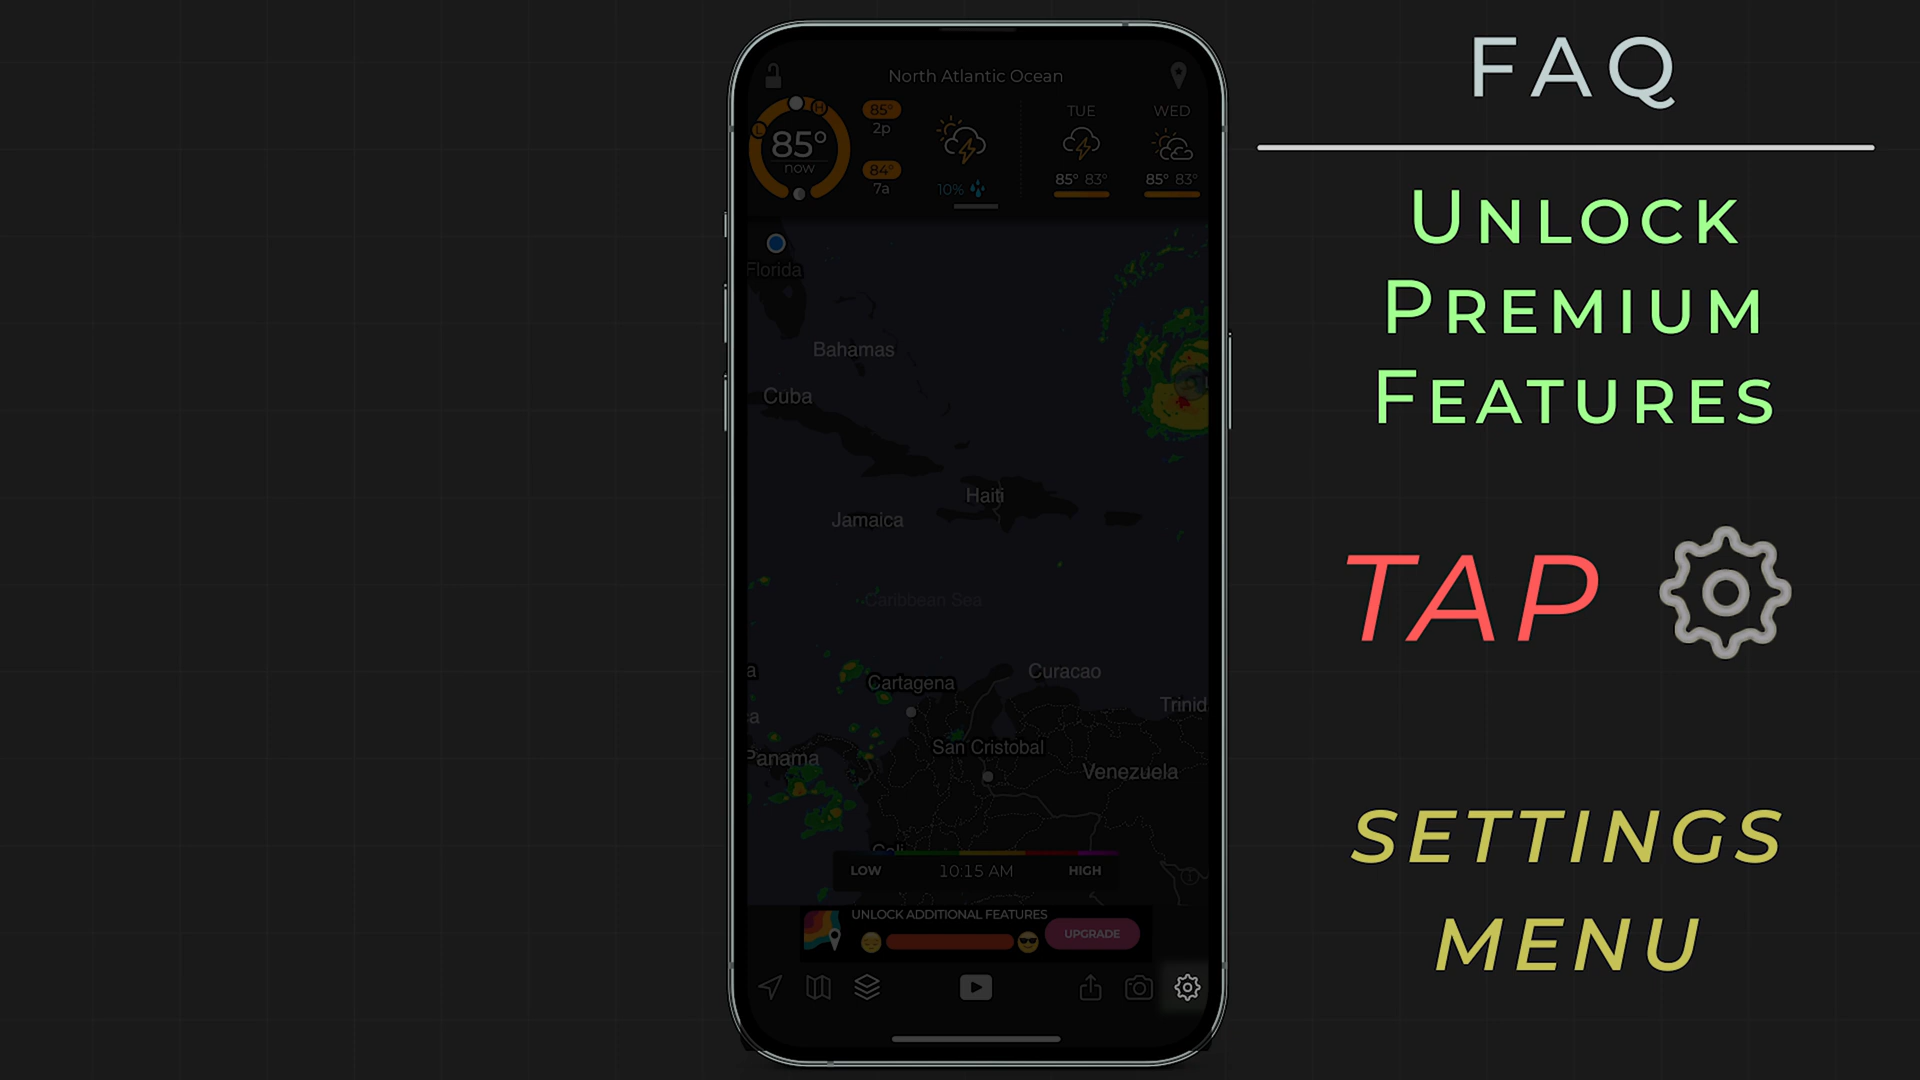 North Atlantic Ocean
H
L
85°
now
85°
2p
84°
7a
10%
TUE
85° 83°
WED
85° 83°
Florida
Bahamas
Cuba
Haiti
Jamaica
Caribbean Sea
a
Cartagena
Curacao
a
Trinid
San Cristobal
Panama
Venezuela
Cali
LOW 10:15 AM HIGH
UNLOCK ADDITIONAL FEATURES
UPGRADE
FAQ
UNLOCK
PREMIUM
FEATURES
TAP
SETTINGS
MENU